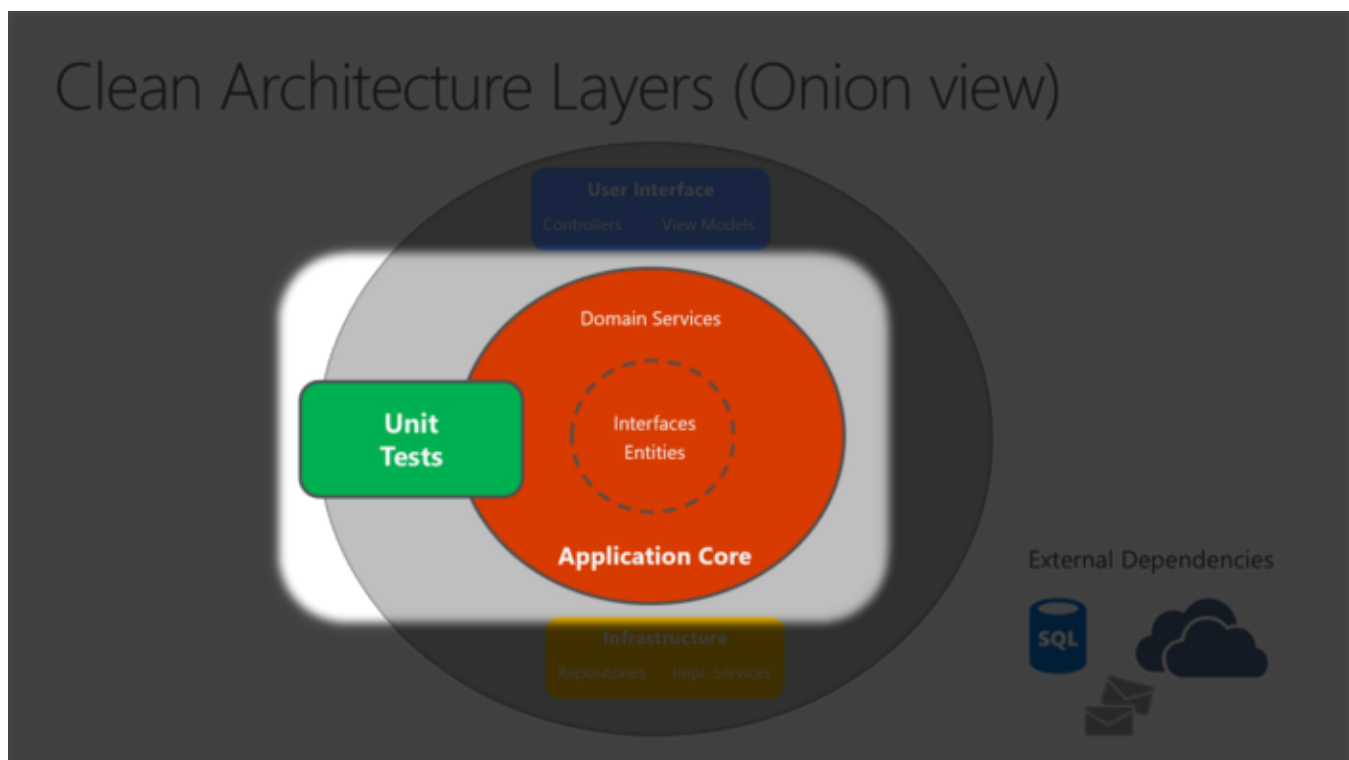 Clean Architecture Layers (Onion view)
User Interface
Controllers View Models
Domain Services
Interfaces
Entities
Unit
Tests
Application Core
Infrastructure
Repositories Impl. Services
External Dependencies
SQL